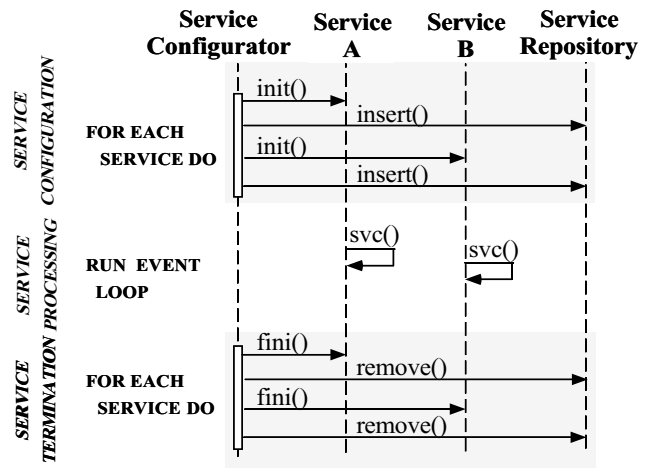 Service Configurator
Service A
Service B
Service Repository
SERVICE CONFIGURATION
FOR EACH
SERVICE DO
init()
insert()
init()
insert()
SERVICE PROCESSING
RUN EVENT
LOOP
svc()
svc()
SERVICE TERMINATION
FOR EACH
SERVICE DO
fini()
remove()
fini()
remove()